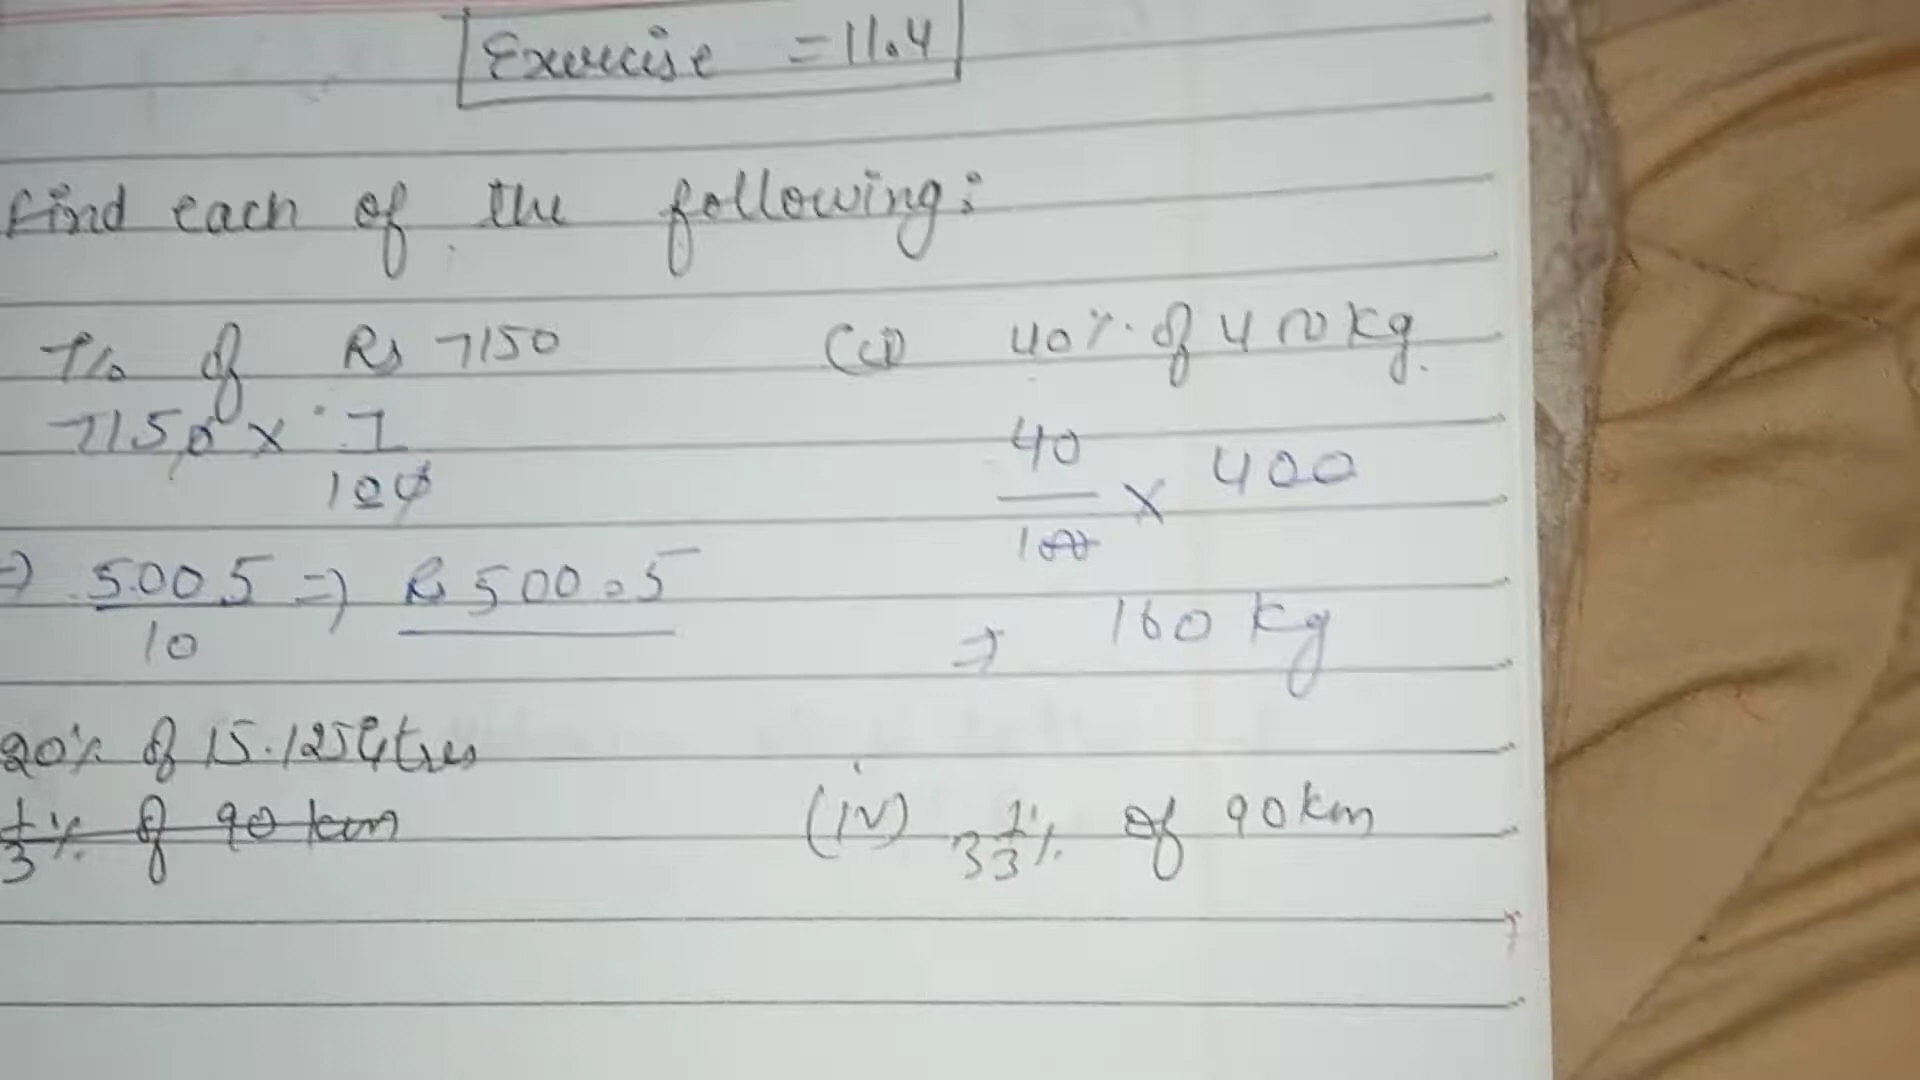 Exercise = 11.4
Find each of the following:
7% of Rs 7150
7150 × 7
100
=> 5005 => Rs 500.5
10
(ii) 40% of 400 kg.
40
× 400
100
=> 160 kg
20% of 15.125 litres
1/3% of 90 km
(iv) 3 1/3% of 90 km